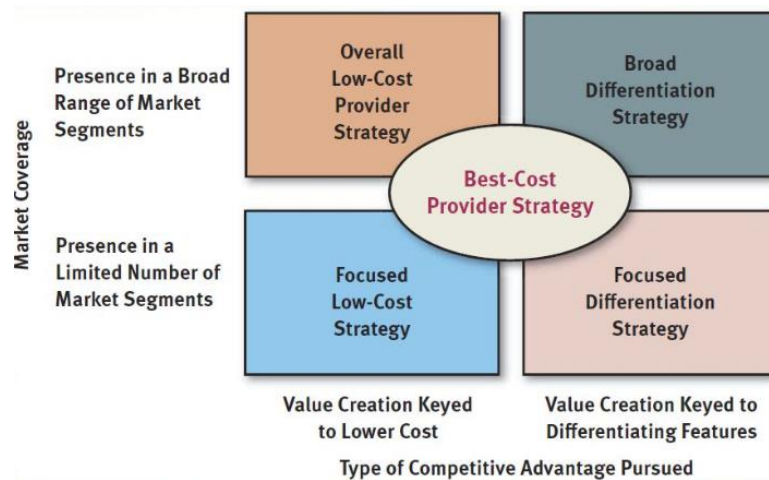 Market Coverage
Presence in a Broad
Range of Market
Segments
Overall
Low-Cost
Provider
Strategy
Broad
Differentiation
Strategy
Best-Cost
Provider Strategy
Presence in a
Limited Number of
Market Segments
Focused
Low-Cost
Strategy
Focused
Differentiation
Strategy
Value Creation Keyed
to Lower Cost
Value Creation Keyed to
Differentiating Features
Type of Competitive Advantage Pursued